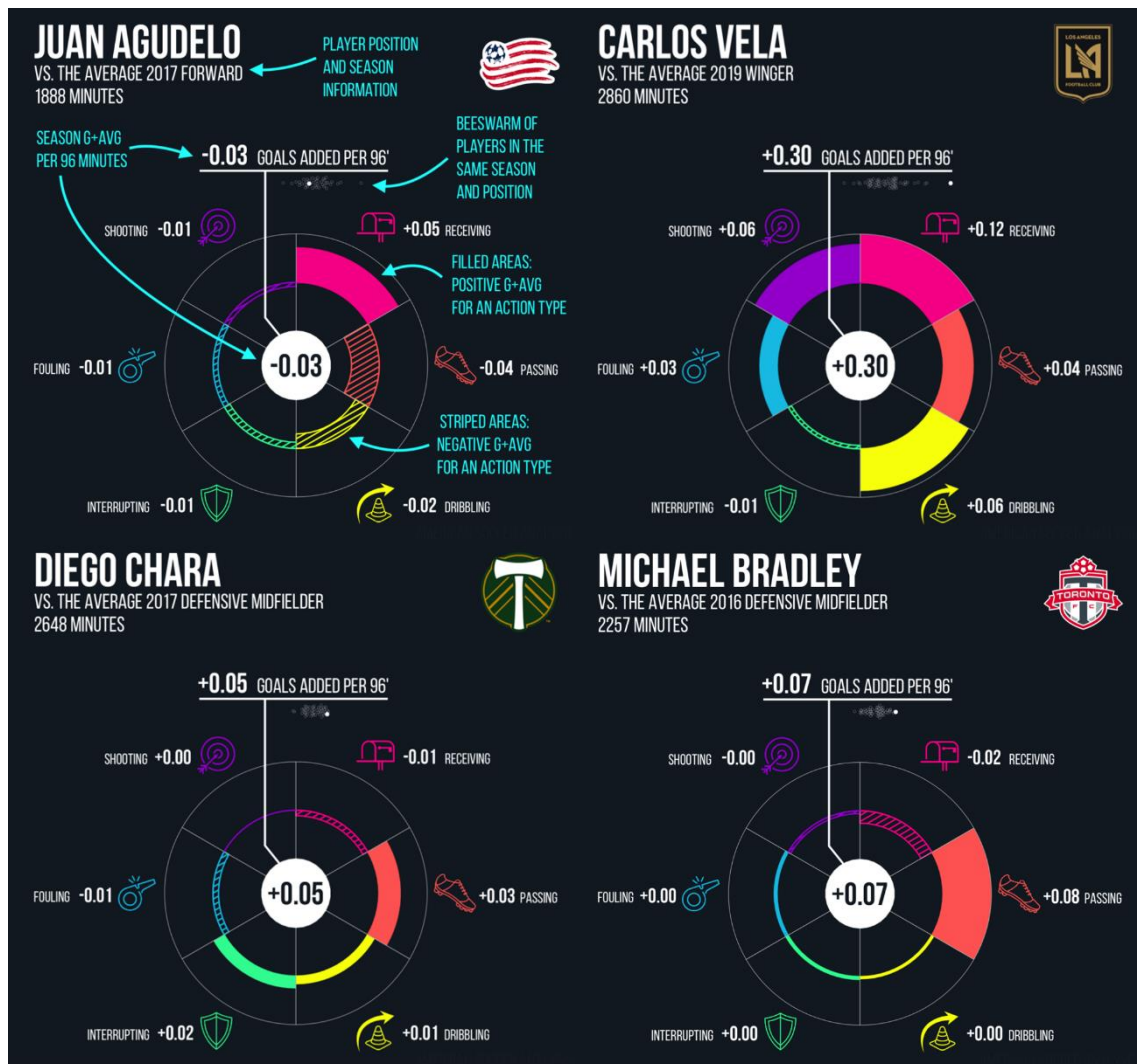 JUAN AGUDELO
VS. THE AVERAGE 2017 FORWARD
1888 MINUTES
PLAYER POSITION
AND SEASON
INFORMATION
SEASON G+AVG
PER 96 MINUTES
-0.03 GOALS ADDED PER 96'
BEESWARM OF
PLAYERS IN THE
SAME SEASON
AND POSITION
SHOOTING -0.01
+0.05 RECEIVING
FILLED AREAS:
POSITIVE G+AVG
FOR AN ACTION TYPE
FOULING -0.01
-0.03
-0.04 PASSING
STRIPED AREAS:
NEGATIVE G+AVG
FOR AN ACTION TYPE
INTERRUPTING -0.01
-0.02 DRIBBLING
CARLOS VELA
VS. THE AVERAGE 2019 WINGER
2860 MINUTES
LOS ANGELES
LA
FOOTBALL CLUB
+0.30 GOALS ADDED PER 96'
SHOOTING +0.06
+0.12 RECEIVING
FOULING +0.03
+0.30
+0.04 PASSING
INTERRUPTING -0.01
+0.06 DRIBBLING
DIEGO CHARA
VS. THE AVERAGE 2017 DEFENSIVE MIDFIELDER
2648 MINUTES
+0.05 GOALS ADDED PER 96'
SHOOTING +0.00
-0.01 RECEIVING
FOULING -0.01
+0.05
+0.03 PASSING
INTERRUPTING +0.02
+0.01 DRIBBLING
MICHAEL BRADLEY
VS. THE AVERAGE 2016 DEFENSIVE MIDFIELDER
2257 MINUTES
TORONTO
FC
+0.07 GOALS ADDED PER 96'
SHOOTING -0.00
-0.02 RECEIVING
FOULING +0.00
+0.07
+0.08 PASSING
INTERRUPTING +0.00
+0.00 DRIBBLING